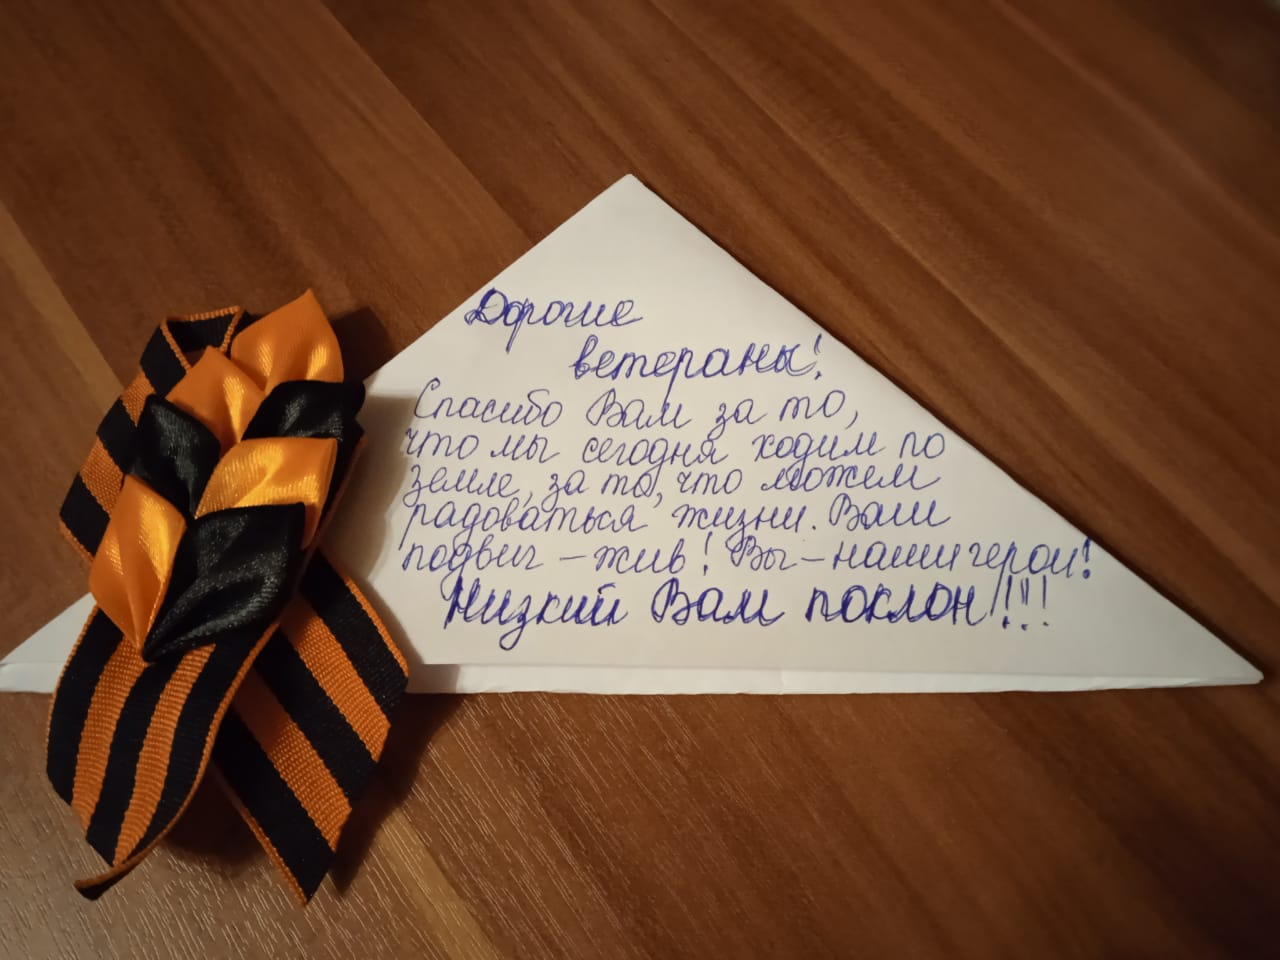 Дорогие
ветераны!
Спасибо Вам за то,
что мы сегодня ходим по
земле, за то, что можем
радоваться жизни. Ваш
подвиг – жив! Вы – наши герои!
Низкий Вам поклон!!!